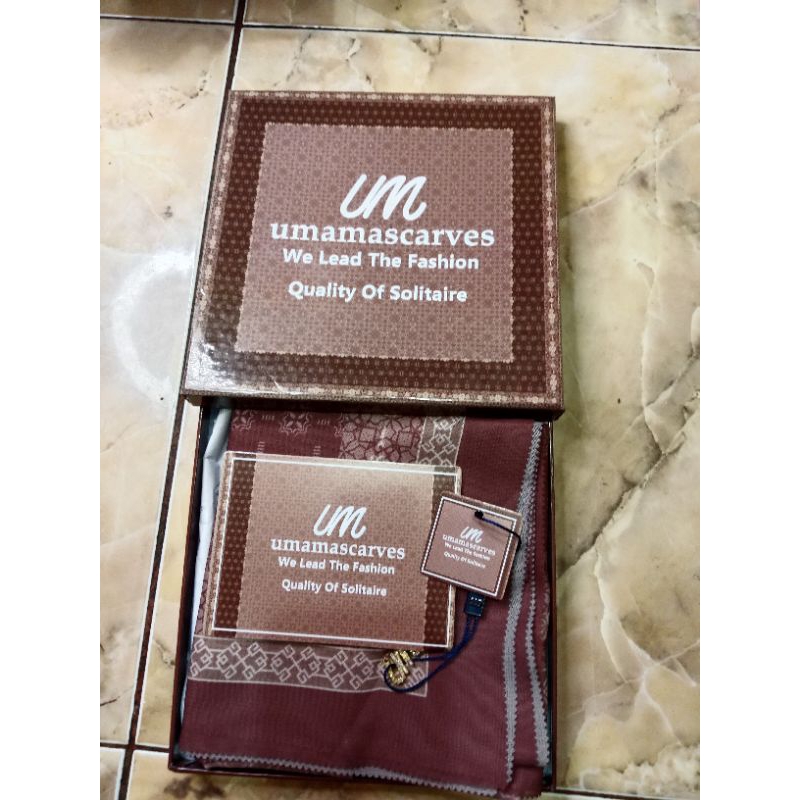 um
umamascarves
We Lead The Fashion
Quality Of Solitaire
um
umamascarves
We Lead The Fashion
Quality Of Solitaire
um
umamascarves
We Lead The Fashion
Quality Of Solitaire